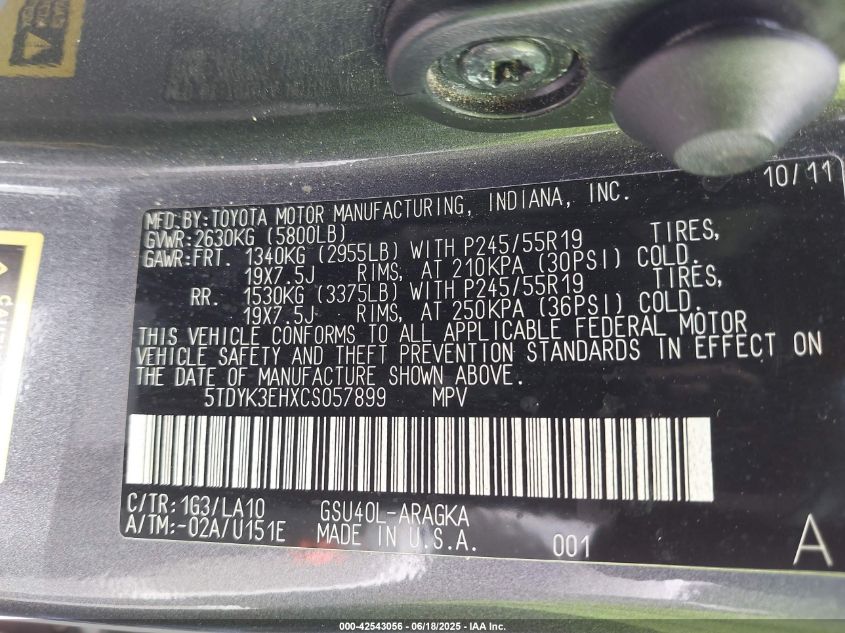 10/11
MFD.BY:TOYOTA MOTOR MANUFACTURING, INDIANA, INC.
GVWR:2630KG (5800LB)
GAWR:FRT. 1340KG (2955LB) WITH P245/55R19 TIRES,
19X7.5J RIMS, AT 210KPA (30PSI) COLD.
RR. 1530KG (3375LB) WITH P245/55R19 TIRES,
19X7.5J RIMS, AT 250KPA (36PSI) COLD.
THIS VEHICLE CONFORMS TO ALL APPLICABLE FEDERAL MOTOR
VEHICLE SAFETY AND THEFT PREVENTION STANDARDS IN EFFECT ON
THE DATE OF MANUFACTURE SHOWN ABOVE.
5TDYK3EHXCS057899 MPV
C/TR: 1G3/LA10 GSU40L-ARAGKA
A/TM:-02A/U151E MADE IN U.S.A. 001 A
000-42543056 - 06/18/2025 - IAA Inc.